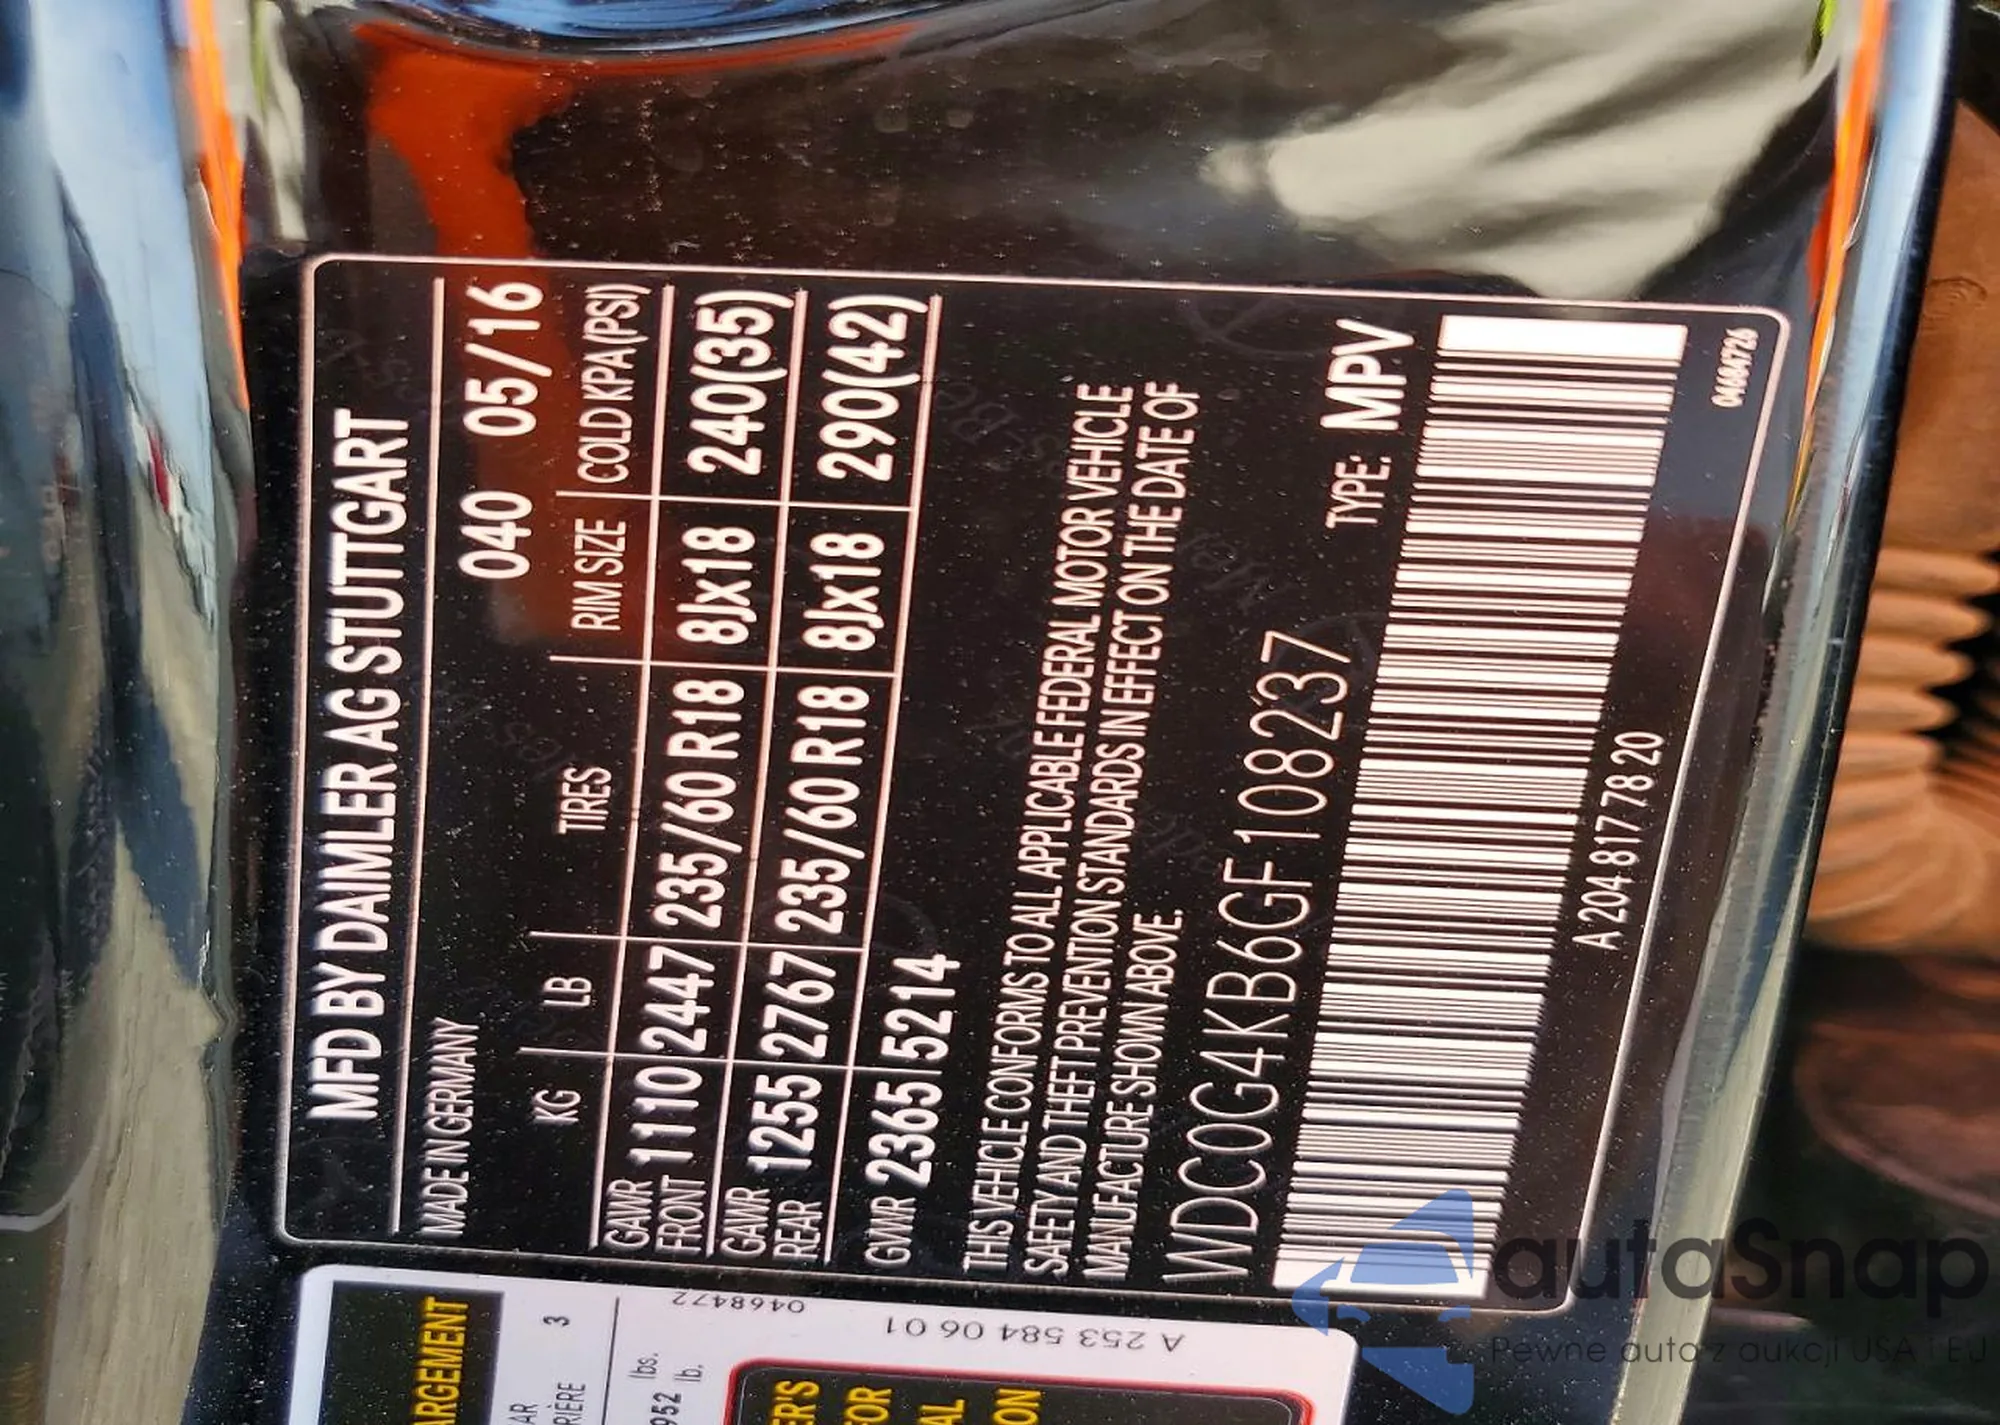 MFD BY DAIMLER AG STUTTGART
MADE IN GERMANY 040 05/16
KG LB TIRES RIM SIZE COLD KPA(PSI)
GAWR FRONT 1110 2447 235/60 R18 8Jx18 240(35)
GAWR REAR 1255 2767 235/60 R18 8Jx18 290(42)
GVWR 2365 5214
THIS VEHICLE CONFORMS TO ALL APPLICABLE FEDERAL MOTOR VEHICLE
SAFETY AND THEFT PREVENTION STANDARDS IN EFFECT ON THE DATE OF
MANUFACTURE SHOWN ABOVE.
WDC0G4KB6GF108237 TYPE: MPV
A 204 817 78 20
0468472
A 253 584 06 01
3
lbs.
952 lb.
autaSnap
Pewne auto z aukcji USA i EU